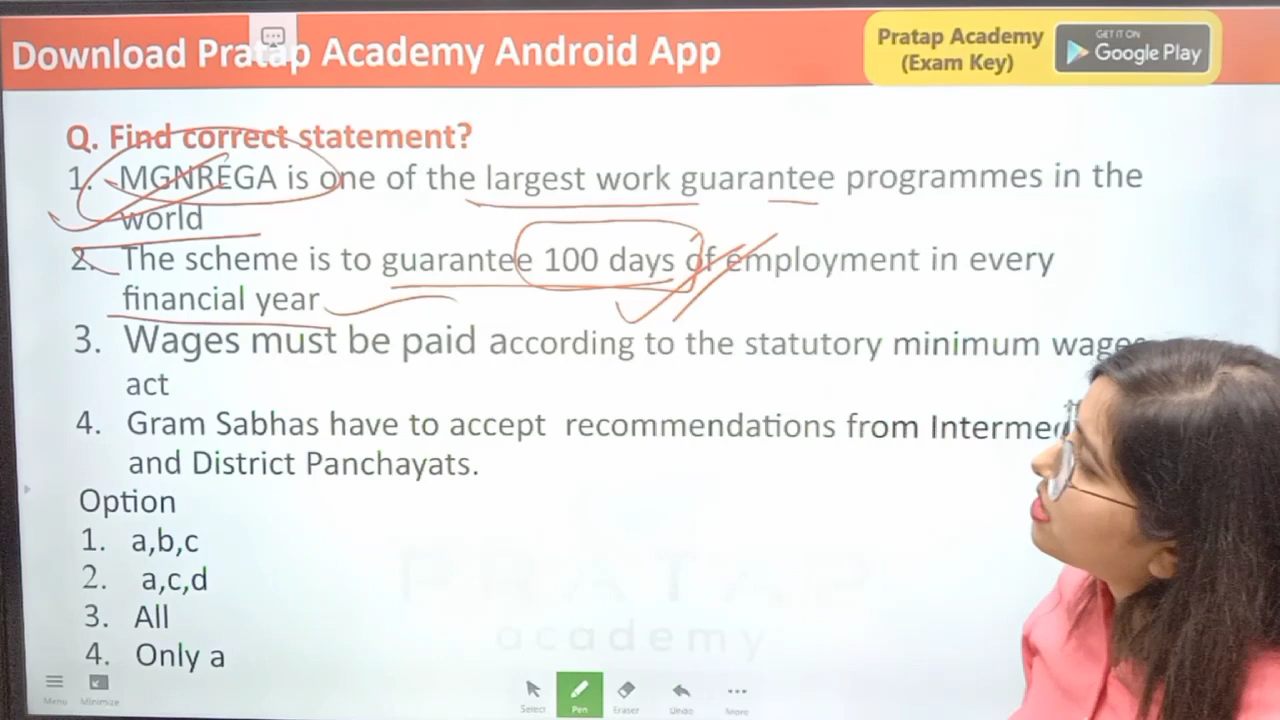 Download Pratap Academy Android App
Pratap Academy
(Exam Key)
GET IT ON
Google Play
Q. Find correct statement?
1. MGNREGA is one of the largest work guarantee programmes in the
world
2. The scheme is to guarantee 100 days of employment in every
financial year
3. Wages must be paid according to the statutory minimum wages
act
4. Gram Sabhas have to accept recommendations from
and District Panchayats.
Option
1. a,b,c
2. a,c,d
3. All
4. Only a
PRATAP
academy
Menu
Minimize
Select
Pen
Eraser
Undo
More